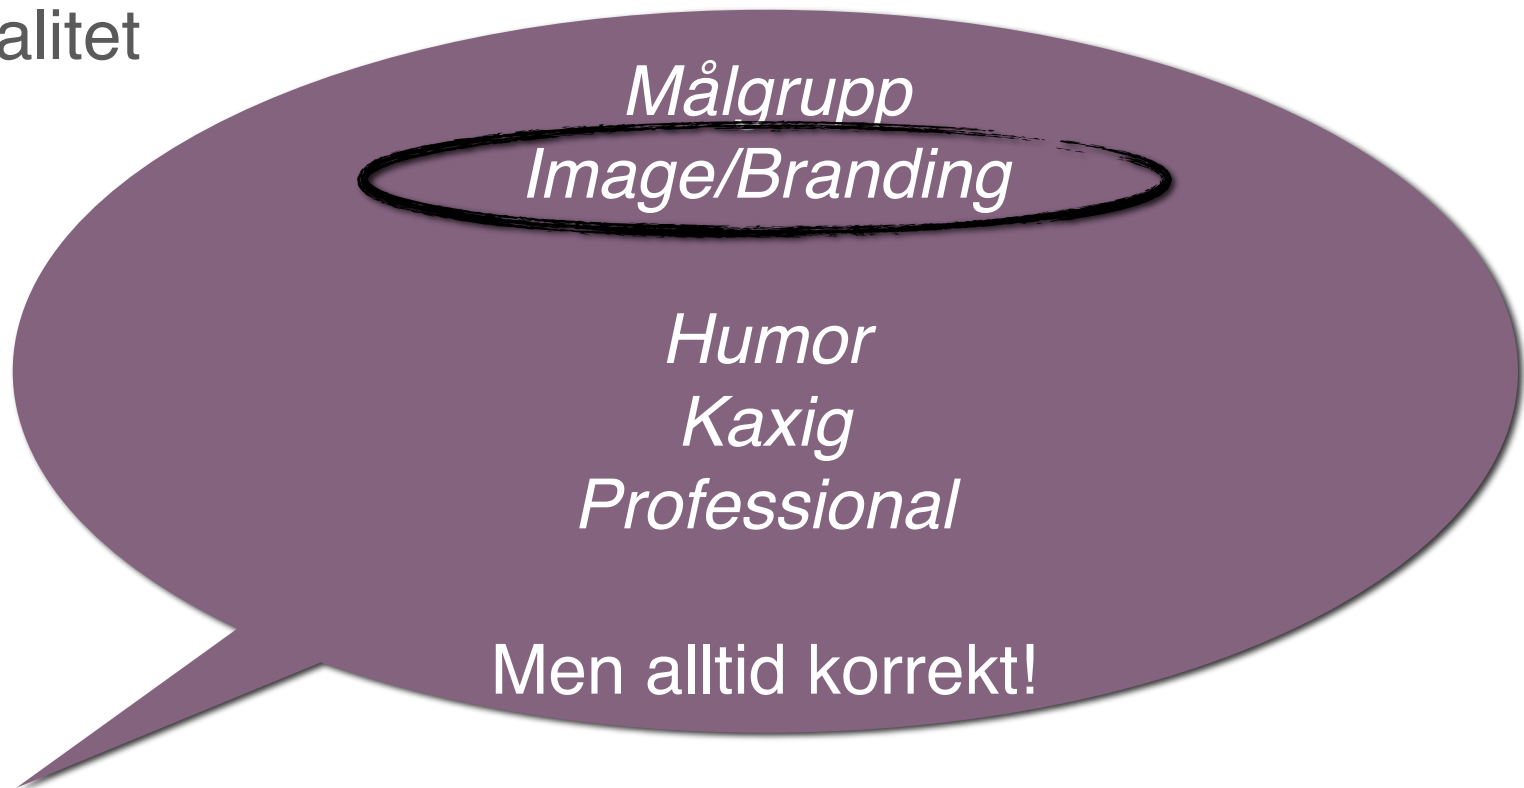 alitet
Målgrupp
Image/Branding
Humor
Kaxig
Professional
Men alltid korrekt!